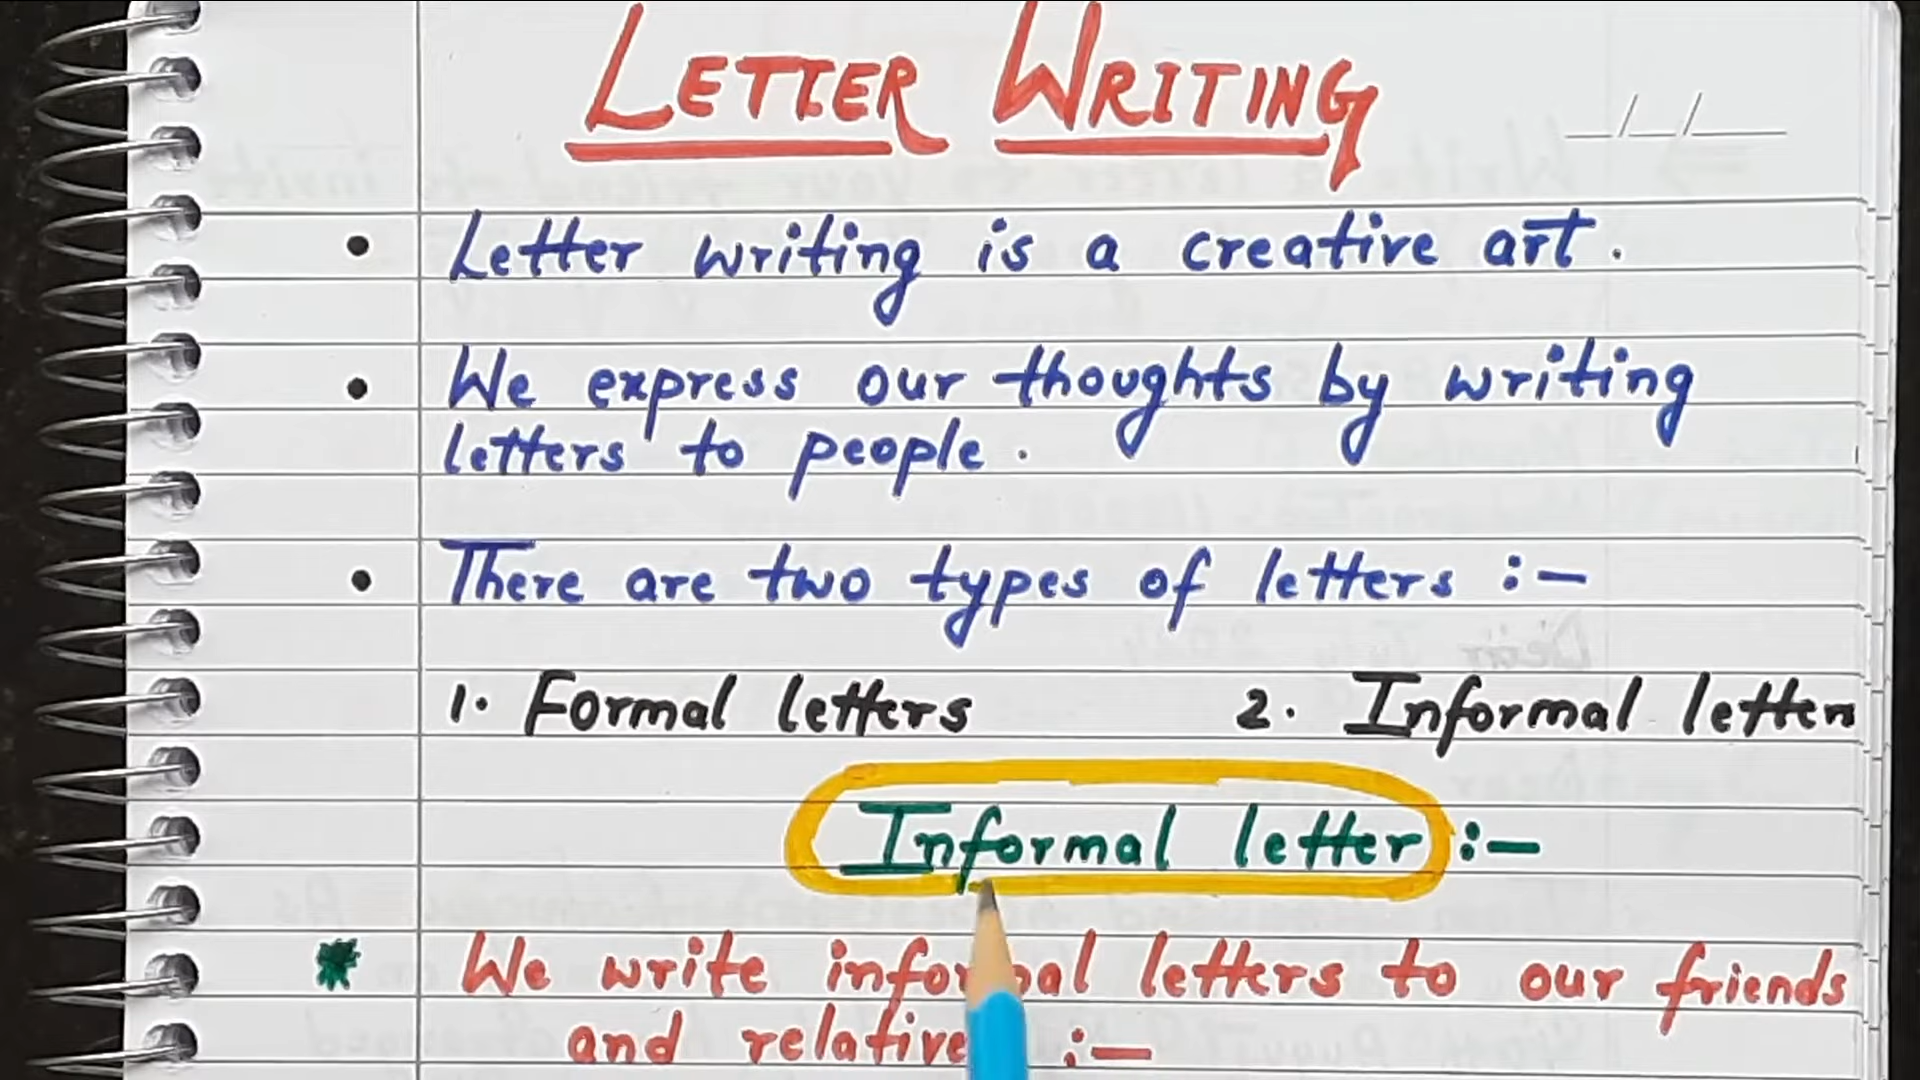 LETTER WRITING
• Letter writing is a creative art.
• We express our thoughts by writing
letters to people.
• There are two types of letters :-
1. Formal letters 2. Informal letters
Informal letter :-
* We write informal letters to our friends
and relative :-